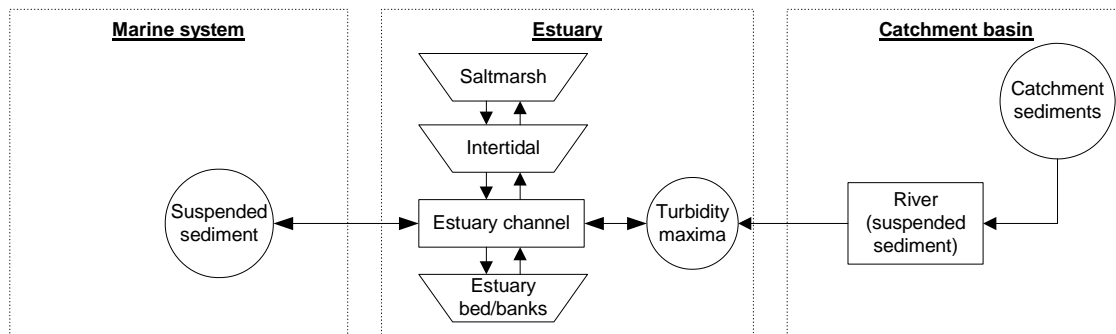 Marine system
Estuary
Catchment basin
Saltmarsh
Intertidal
Estuary channel
Estuary
bed/banks
Suspended
sediment
Turbidity
maxima
River
(suspended
sediment)
Catchment
sediments